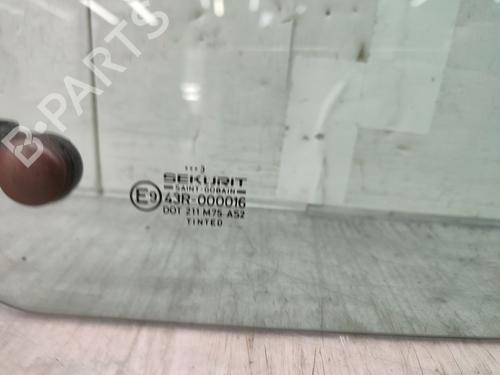 B-PARTS
SEKURIT
SAINT-GOBAIN
E9 43R-000016
DOT 211 M75 AS2
TINTED